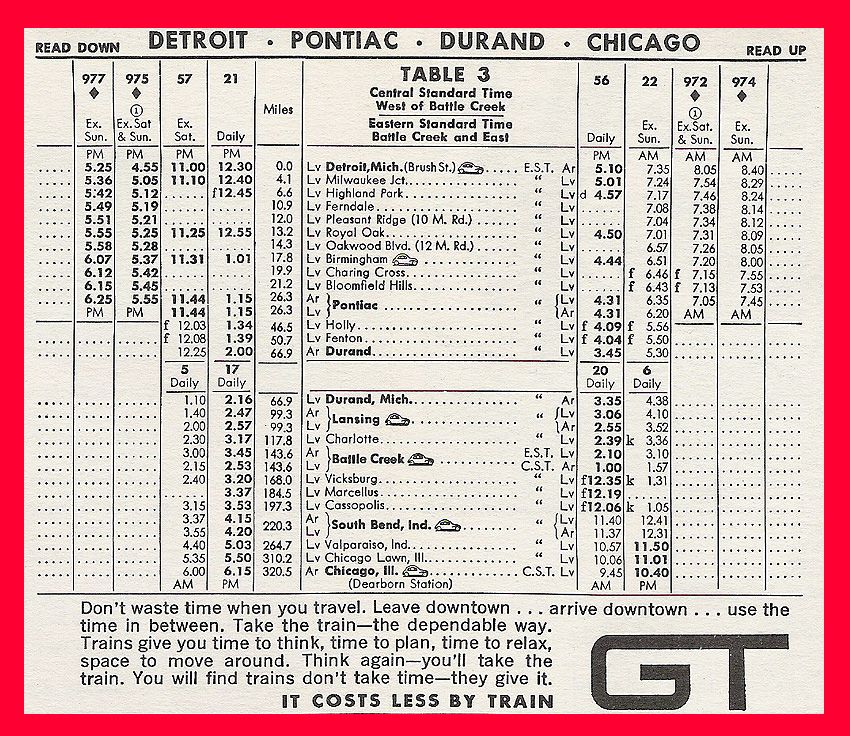 READ DOWN DETROIT • PONTIAC • DURAND • CHICAGO READ UP
977 975 57 21 Miles TABLE 3 56 22 972 974
♦ ♦ Central Standard Time ♦ ♦
① West of Battle Creek ①
Ex. Ex. Sat Ex. Eastern Standard Time Ex. Ex.Sat. Ex.
Sun. & Sun. Sat. Daily Battle Creek and East Daily Sun. & Sun. Sun.
PM PM PM PM PM AM AM AM
5.25 4.55 11.00 12.30 0.0 Lv Detroit, Mich. (Brush St.) E.S.T. Ar 5.10 7.35 8.05 8.40
5.36 5.05 11.10 12.40 4.1 Lv Milwaukee Jct. " Lv 5.01 7.24 7.54 8.29
5:42 5.12 f12.45 6.6 Lv Highland Park " Lv d 4.57 7.17 7.46 8.24
5.49 5.19 10.9 Lv Ferndale " Lv 7.08 7.38 8.14
5.51 5.21 12.0 Lv Pleasant Ridge (10 M. Rd.) " Lv 7.04 7.34 8.12
5.55 5.25 11.25 12.55 13.2 Lv Royal Oak " Lv 4.50 7.01 7.31 8.09
5.58 5.28 14.3 Lv Oakwood Blvd. (12 M. Rd.) " Lv 6.57 7.26 8.05
6.07 5.37 11.31 1.01 17.8 Lv Birmingham " Lv 4.44 6.51 7.20 8.00
6.12 5.42 19.9 Lv Charing Cross " Lv f 6.46 f 7.15 7.55
6.15 5.45 21.2 Lv Bloomfield Hills " Lv f 6.43 f 7.13 7.53
6.25 5.55 11.44 1.15 26.3 Ar Pontiac " Lv 4.31 6.35 7.05 7.45
PM PM 11.44 1.15 26.3 Lv " Ar 4.31 6.20 AM AM
f 12.03 1.34 46.5 Lv Holly " Lv f 4.09 f 5.56
f 12.08 1.39 50.7 Lv Fenton " Lv f 4.04 f 5.50
12.25 2.00 66.9 Ar Durand " Lv 3.45 5.30
5 17 20 6
Daily Daily Daily Daily
1.10 2.16 66.9 Lv Durand, Mich. " Ar 3.35 4.38
1.40 2.47 99.3 Ar Lansing " Lv 3.06 4.10
2.00 2.57 99.3 Lv Ar 2.55 3.52
2.30 3.17 117.8 Lv Charlotte " Lv 2.39 k 3.36
3.00 3.45 143.6 Ar Battle Creek E.S.T. Lv 2.10 3.10
2.15 2.53 143.6 Lv C.S.T. Ar 1.00 1.57
2.40 3.20 168.0 Lv Vicksburg " Lv f12.35 k 1.31
3.37 184.5 Lv Marcellus " Lv f12.19
3.15 3.53 197.3 Lv Cassopolis " Lv f12.06 k 1.05
3.37 4.15 220.3 Ar South Bend, Ind. " Lv 11.40 12.41
3.55 4.20 Lv Ar 11.37 12.31
4.40 5.03 264.7 Lv Valparaiso, Ind. " Lv 10.57 11.50
5.35 5.50 310.2 Lv Chicago Lawn, Ill. " Lv 10.06 11.01
6.00 6.15 320.5 Ar Chicago, Ill. C.S.T. Lv 9.45 10.40
AM PM (Dearborn Station) AM PM
Don't waste time when you travel. Leave downtown . . . arrive downtown . . . use the
time in between. Take the train—the dependable way.
Trains give you time to think, time to plan, time to relax,
space to move around. Think again—you'll take the
train. You will find trains don't take time—they give it.
IT COSTS LESS BY TRAIN
GT